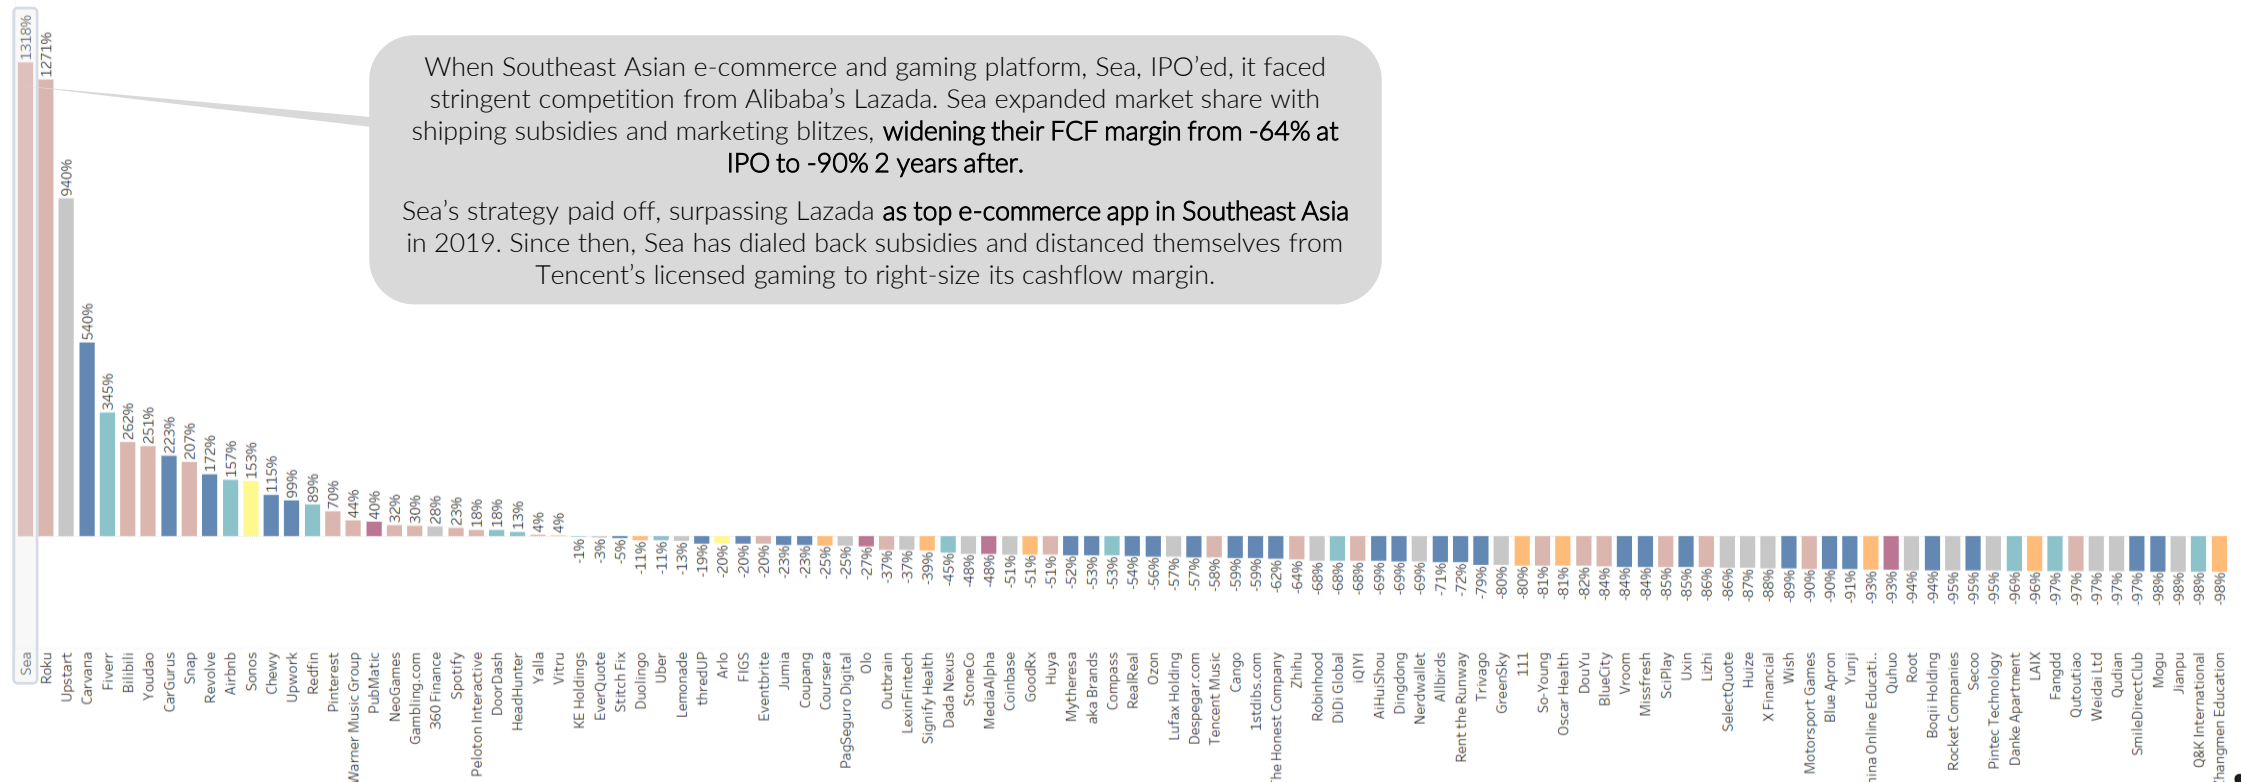 When Southeast Asian e-commerce and gaming platform, Sea, IPO’ed, it faced
stringent competition from Alibaba’s Lazada. Sea expanded market share with
shipping subsidies and marketing blitzes, widening their FCF margin from -64% at
IPO to -90% 2 years after.
Sea’s strategy paid off, surpassing Lazada as top e-commerce app in Southeast Asia
in 2019. Since then, Sea has dialed back subsidies and distanced themselves from
Tencent’s licensed gaming to right-size its cashflow margin.
1318%
1271%
940%
540%
345%
262%
251%
223%
207%
172%
157%
153%
115%
99%
89%
70%
44%
40%
32%
30%
28%
23%
18%
18%
13%
4%
4%
-1%
-3%
-5%
-11%
-11%
-13%
-19%
-20%
-20%
-20%
-23%
-23%
-25%
-25%
-27%
-37%
-37%
-39%
-45%
-48%
-48%
-51%
-51%
-51%
-52%
-53%
-53%
-54%
-56%
-57%
-57%
-58%
-59%
-59%
-62%
-64%
-68%
-68%
-68%
-69%
-69%
-69%
-71%
-72%
-79%
-80%
-80%
-81%
-81%
-82%
-84%
-84%
-84%
-85%
-85%
-86%
-86%
-87%
-88%
-89%
-90%
-90%
-91%
-93%
-93%
-94%
-94%
-95%
-95%
-95%
-96%
-96%
-97%
-97%
-97%
-97%
-97%
-98%
-98%
-98%
-98%
Sea
Roku
Upstart
Carvana
Fiverr
Bilibili
Youdao
CarGurus
Snap
Revolve
Airbnb
Sonos
Chewy
Upwork
Redfin
Pinterest
Warner Music Group
PubMatic
NeoGames
Gambling.com
360 Finance
Spotify
Peloton Interactive
DoorDash
HeadHunter
Yalla
Vitru
KE Holdings
EverQuote
Stitch Fix
Duolingo
Uber
Lemonade
thredUP
Arlo
FIGS
Eventbrite
Jumia
Coupang
Coursera
PagSeguro Digital
Olo
Outbrain
LexinFintech
Signify Health
Dada Nexus
StoneCo
MediaAlpha
Coinbase
GoodRx
Huya
Mytheresa
aka Brands
Compass
RealReal
Ozon
Lufax Holding
Despegar.com
Tencent Music
Cango
1stdibs.com
The Honest Company
Zhihu
Robinhood
DiDi Global
iQIYI
AiHuiShou
Dingdong
Nerdwallet
Allbirds
Rent the Runway
Trivago
GreenSky
111
So-Young
Oscar Health
DouYu
BlueCity
Vroom
Missfresh
SciPlay
Uxin
Lizhi
SelectQuote
Huize
X Financial
Wish
Motorsport Games
Blue Apron
Yunji
hina Online Educati..
Quhuo
Root
Boqii Holding
Rocket Companies
Secoo
Pintec Technology
Danke Apartment
LAIX
Fangdd
Qutoutiao
Weidai Ltd
Qudian
SmileDirectClub
Mogu
Jianpu
Q&K International
Zhangmen Education